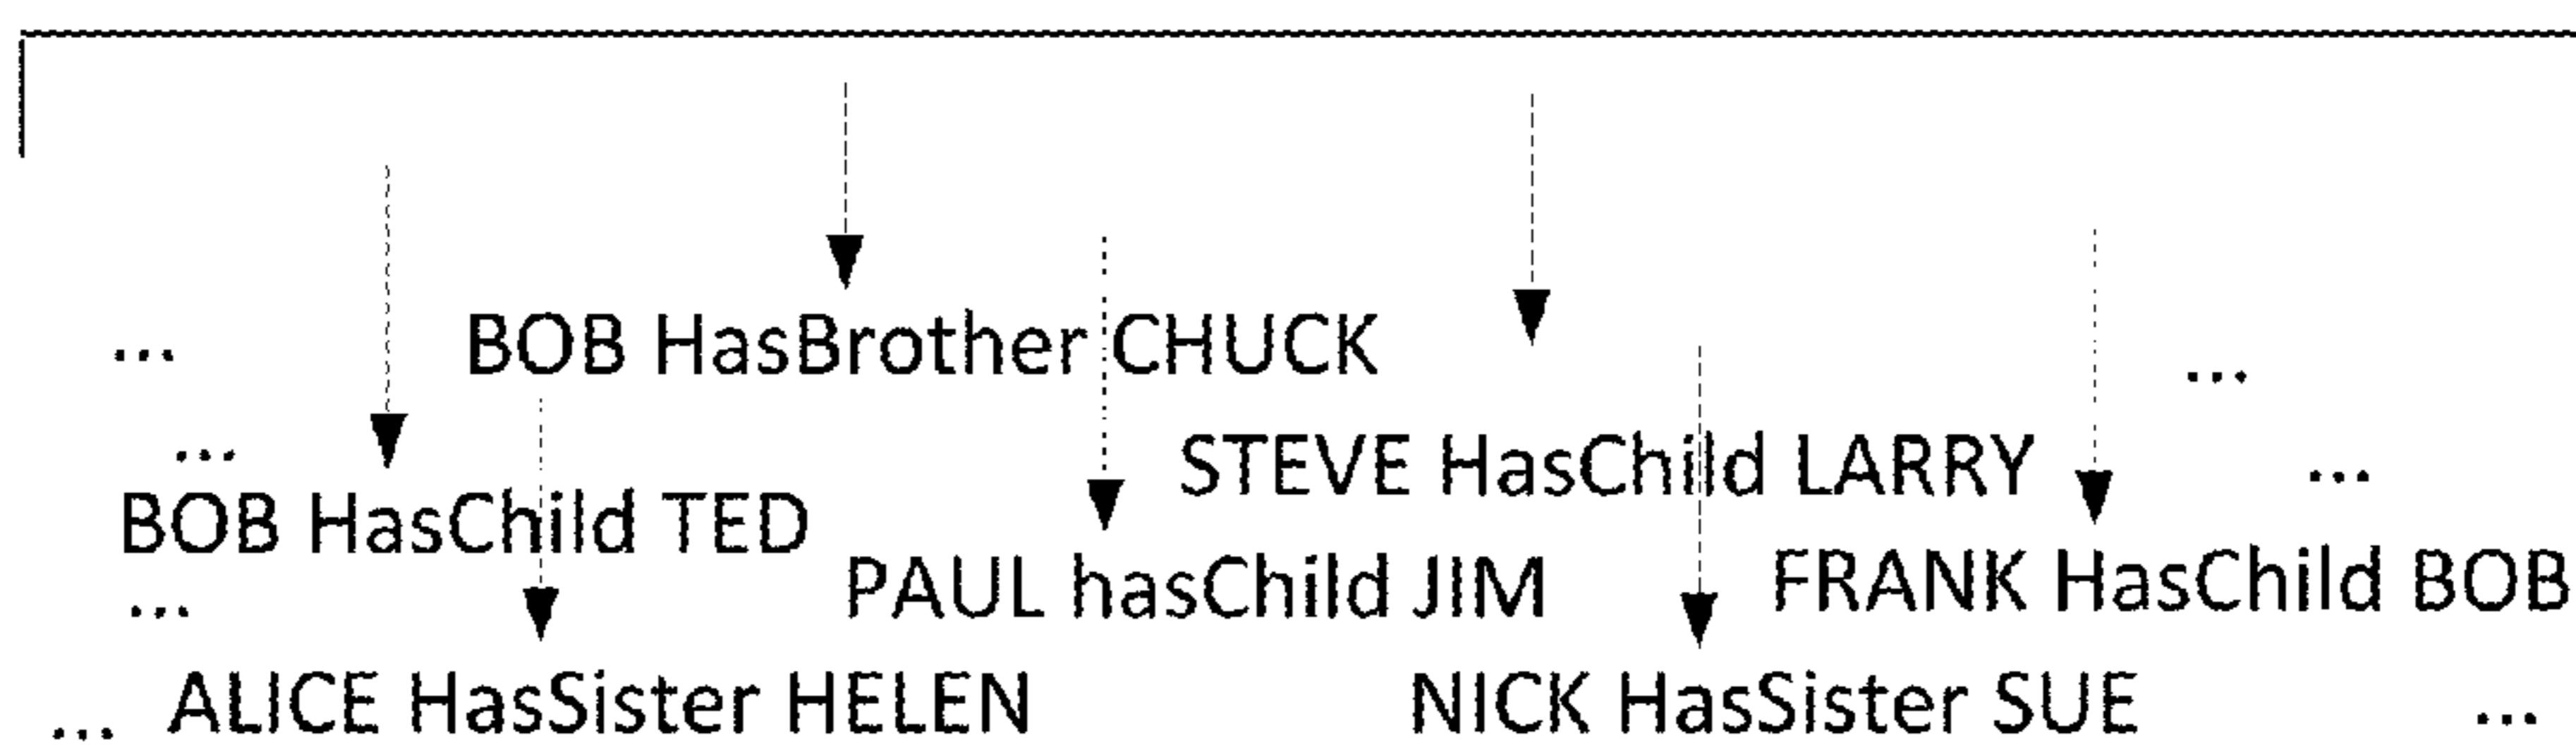 ... BOB HasBrother CHUCK ...
... STEVE HasChild LARRY ...
BOB HasChild TED
... PAUL hasChild JIM FRANK HasChild BOB
... ALICE HasSister HELEN NICK HasSister SUE ...